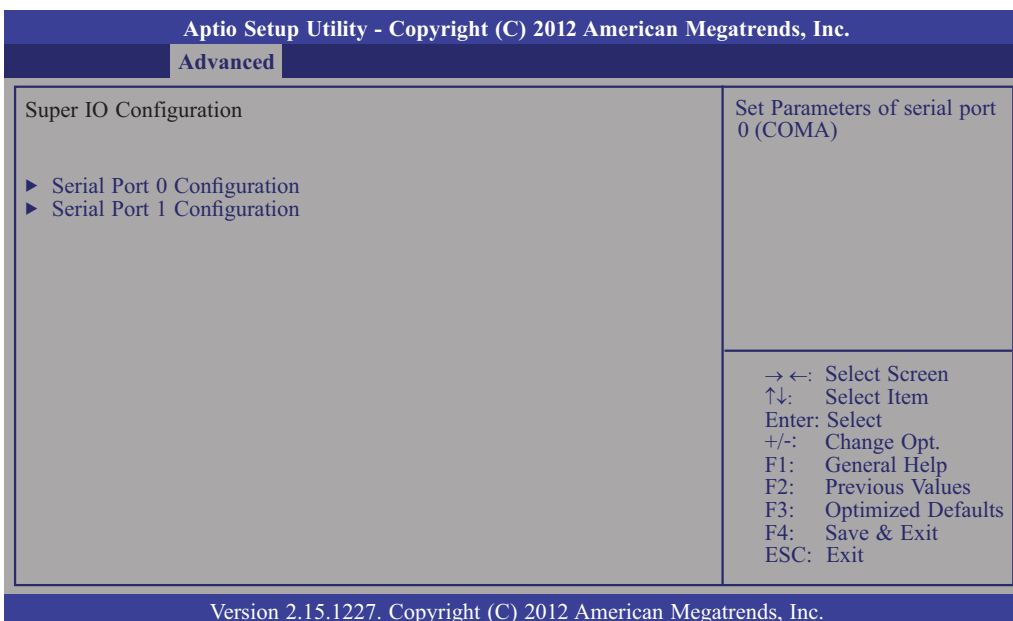 Aptio Setup Utility - Copyright (C) 2012 American Megatrends, Inc.
Advanced
Super IO Configuration
▶ Serial Port 0 Configuration
▶ Serial Port 1 Configuration
Set Parameters of serial port
0 (COMA)
→ ←: Select Screen
↑↓: Select Item
Enter: Select
+/-: Change Opt.
F1: General Help
F2: Previous Values
F3: Optimized Defaults
F4: Save & Exit
ESC: Exit
Version 2.15.1227. Copyright (C) 2012 American Megatrends, Inc.